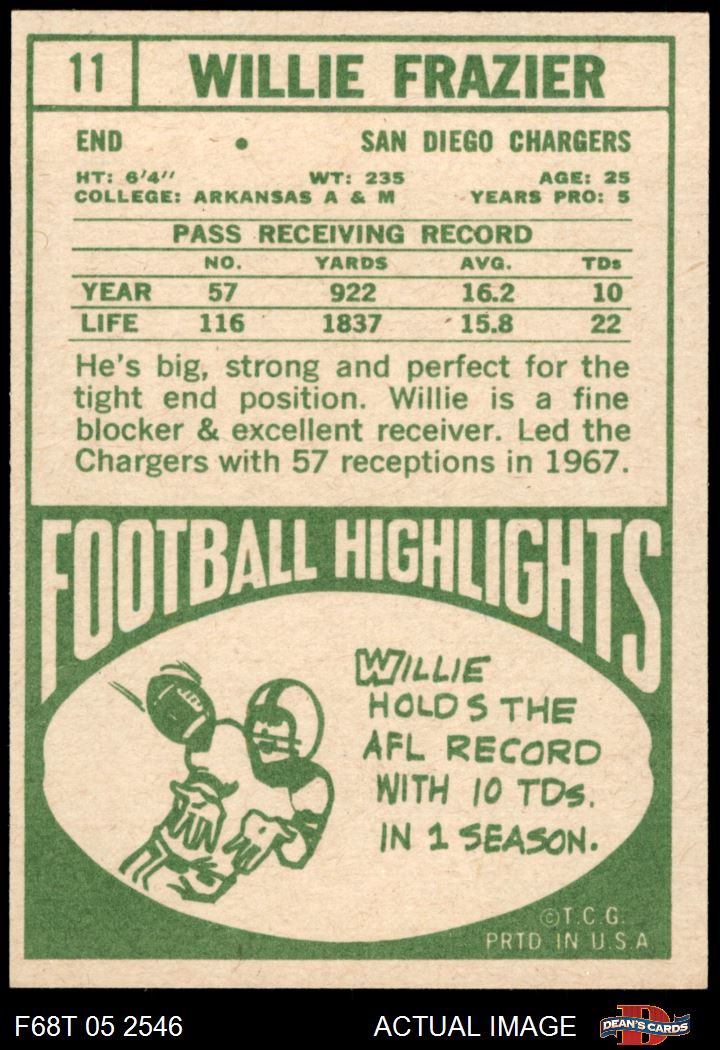 11 WILLIE FRAZIER
END • SAN DIEGO CHARGERS
HT: 6'4" WT: 235 AGE: 25
COLLEGE: ARKANSAS A & M YEARS PRO: 5
PASS RECEIVING RECORD
NO. YARDS AVG. TDs
YEAR 57 922 16.2 10
LIFE 116 1837 15.8 22
He's big, strong and perfect for the
tight end position. Willie is a fine
blocker & excellent receiver. Led the
Chargers with 57 receptions in 1967.
FOOTBALL HIGHLIGHTS
WILLIE
HOLDS THE
AFL RECORD
WITH 10 TDs.
IN 1 SEASON.
©T.C.G.
PRTD IN U.S.A
F68T 05 2546 ACTUAL IMAGE D DEAN'S CARDS